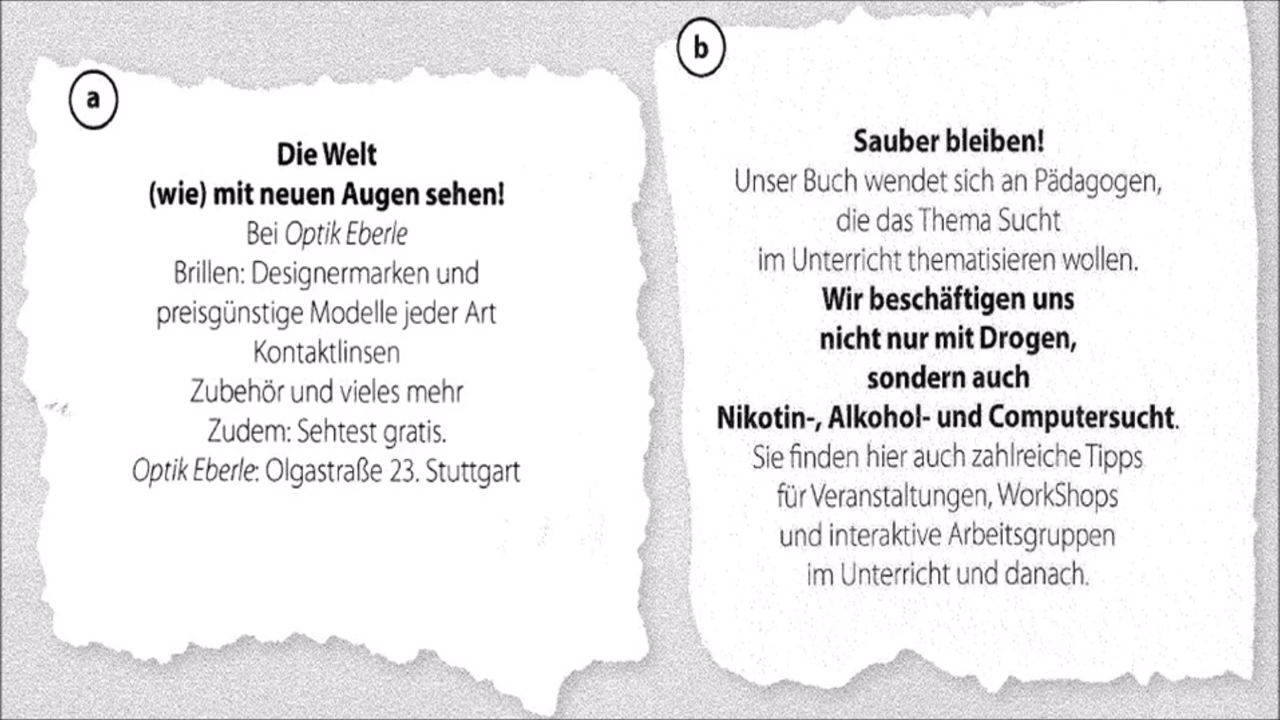 a
Die Welt
(wie) mit neuen Augen sehen!
Bei Optik Eberle
Brillen: Designermarken und
preisgünstige Modelle jeder Art
Kontaktlinsen
Zubehör und vieles mehr
Zudem: Sehtest gratis.
Optik Eberle: Olgastraße 23. Stuttgart
b
Sauber bleiben!
Unser Buch wendet sich an Pädagogen,
die das Thema Sucht
im Unterricht thematisieren wollen.
Wir beschäftigen uns
nicht nur mit Drogen,
sondern auch
Nikotin-, Alkohol- und Computersucht.
Sie finden hier auch zahlreiche Tipps
für Veranstaltungen, WorkShops
und interaktive Arbeitsgruppen
im Unterricht und danach.